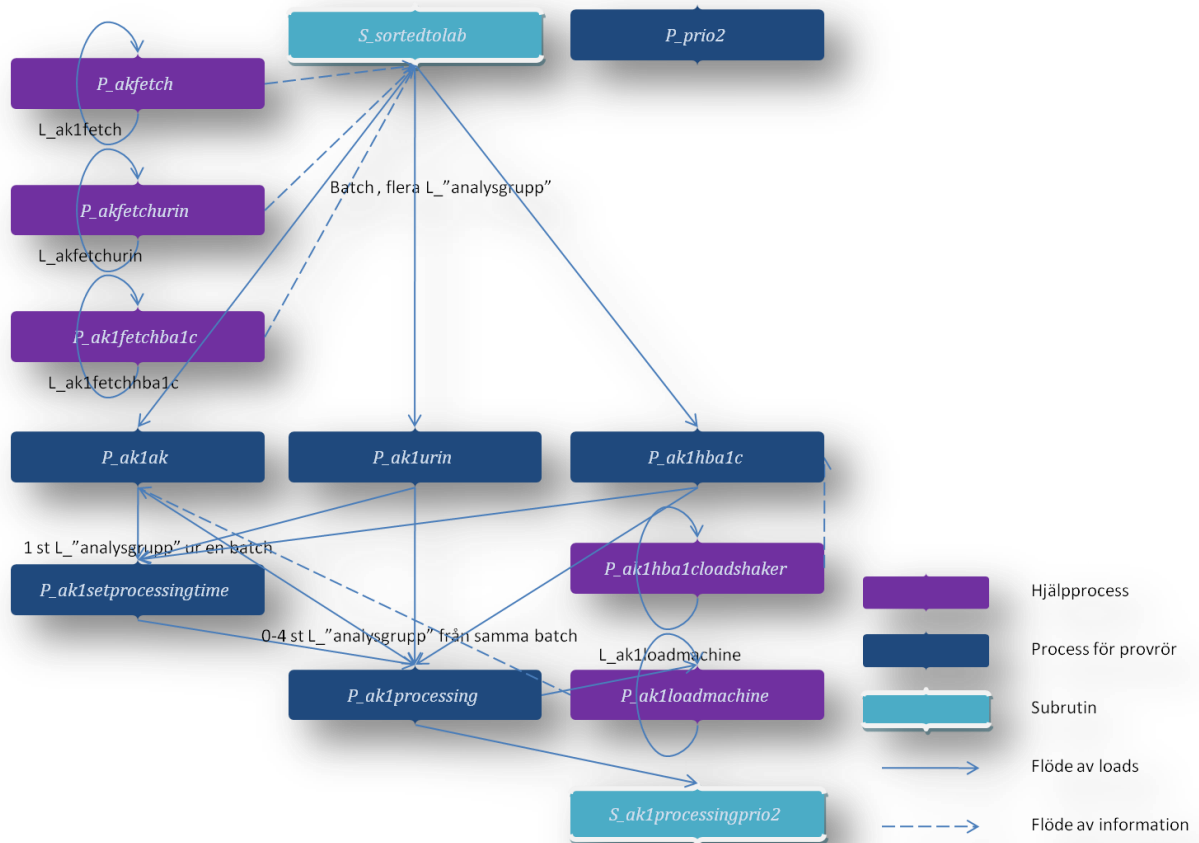 S_sortedtolab
P_prio2
P_akfetch
L_ak1fetch
P_akfetchurin
Batch , flera L_”analysgrupp”
L_akfetchurin
P_ak1fetchba1c
L_ak1fetchhba1c
P_ak1ak
P_ak1urin
P_ak1hba1c
1 st L_”analysgrupp” ur en batch
P_ak1setprocessingtime
P_ak1hba1cloadshaker
Hjälpprocess
0-4 st L_”analysgrupp” från samma batch
L_ak1loadmachine
Process för provrör
P_ak1processing
P_ak1loadmachine
Subrutin
Flöde av loads
S_ak1processingprio2
Flöde av information